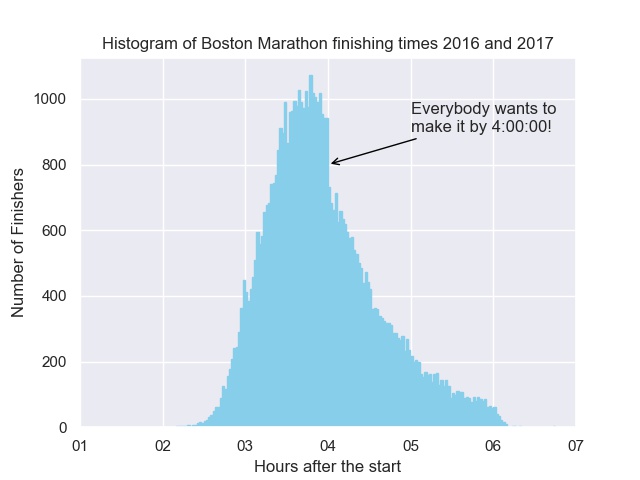 Histogram of Boston Marathon finishing times 2016 and 2017
Everybody wants to
make it by 4:00:00!
Number of Finishers
1000
800
600
400
200
0
01 02 03 04 05 06 07
Hours after the start